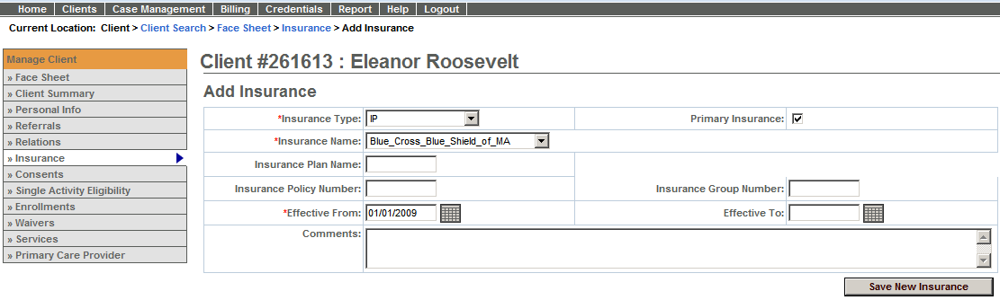 Home | Clients | Case Management | Billing | Credentials | Report | Help | Logout
Current Location: Client > Client Search > Face Sheet > Insurance > Add Insurance
Manage Client
» Face Sheet
» Client Summary
» Personal Info
» Referrals
» Relations
» Insurance
» Consents
» Single Activity Eligibility
» Enrollments
» Waivers
» Services
» Primary Care Provider
Client #261613 : Eleanor Roosevelt
Add Insurance
*Insurance Type: IP Primary Insurance:
*Insurance Name: Blue_Cross_Blue_Shield_of_MA
Insurance Plan Name:
Insurance Policy Number: Insurance Group Number:
*Effective From: 01/01/2009 Effective To:
Comments:
Save New Insurance